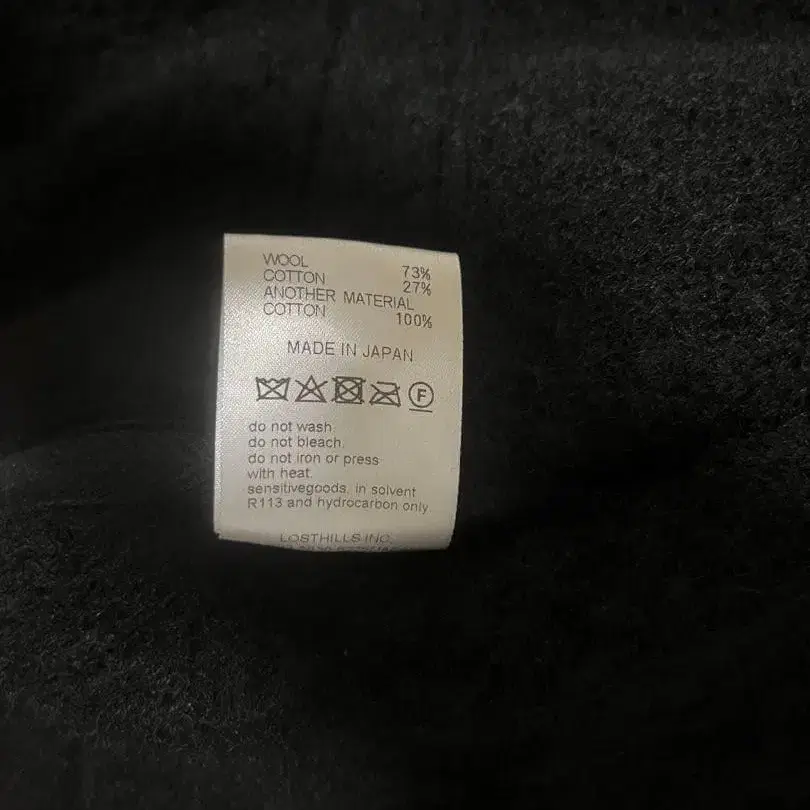 WOOL 73%
COTTON 27%
ANOTHER MATERIAL
COTTON 100%
MADE IN JAPAN
F
do not wash.
do not bleach.
do not iron or press
with heat.
sensitivegoods. in solvent
R113 and hydrocarbon only.
LOSTHILLS INC.